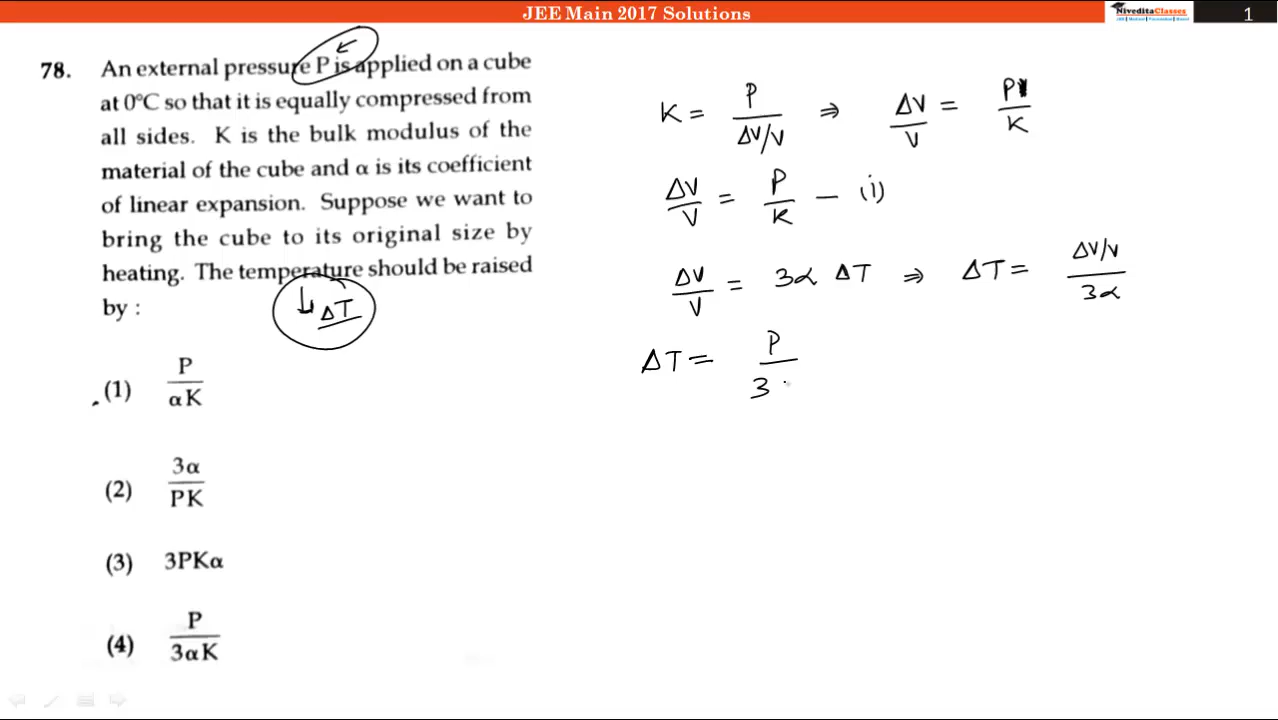 JEE Main 2017 Solutions
NiveditaClasses
1
78. An external pressure P is applied on a cube
at 0°C so that it is equally compressed from
all sides. K is the bulk modulus of the
material of the cube and α is its coefficient
of linear expansion. Suppose we want to
bring the cube to its original size by
heating. The temperature should be raised
by :
ΔT
(1) P/αK
(2) 3α/PK
(3) 3PKα
(4) P/3αK
K = P/ΔV/V ⇒ ΔV/V = P/K
ΔV/V = P/K — (i)
ΔV/V = 3α ΔT ⇒ ΔT = ΔV/V/3α
ΔT = P/3